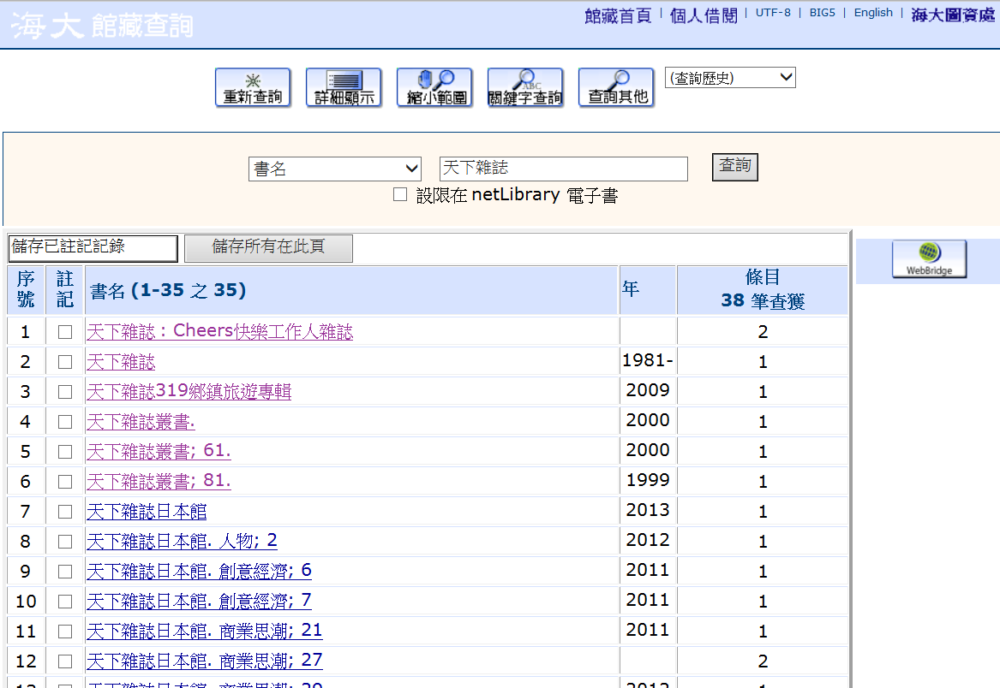 海大 館藏查詢
館藏首頁 | 個人借閱 | UTF-8 | BIG5 | English | 海大圖資處
重新查詢 詳細顯示 縮小範圍 關鍵字查詢 查詢其他 (查詢歷史)
書名 天下雜誌 查詢
設限在 netLibrary 電子書
儲存已註記記錄 儲存所有在此頁
WebBridge
序號 註記 書名 (1-35 之 35) 年 條目 38 筆查獲
1 天下雜誌：Cheers快樂工作人雜誌 2
2 天下雜誌 1981- 1
3 天下雜誌319鄉鎮旅遊專輯 2009 1
4 天下雜誌叢書. 2000 1
5 天下雜誌叢書; 61. 2000 1
6 天下雜誌叢書; 81. 1999 1
7 天下雜誌日本館 2013 1
8 天下雜誌日本館. 人物; 2 2012 1
9 天下雜誌日本館. 創意經濟; 6 2011 1
10 天下雜誌日本館. 創意經濟; 7 2011 1
11 天下雜誌日本館. 商業思潮; 21 2011 1
12 天下雜誌日本館. 商業思潮; 27 2